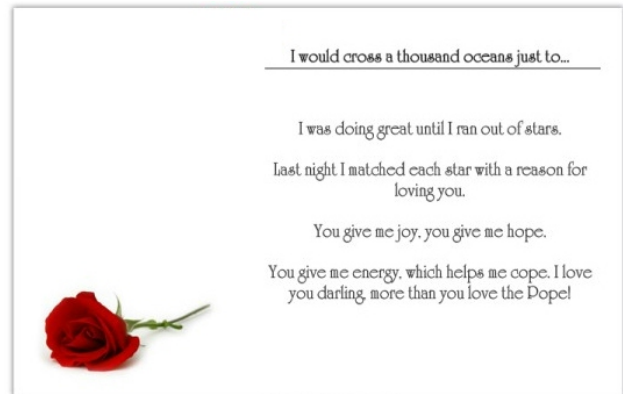 I would cross a thousand oceans just to...
I was doing great until I ran out of stars.
Last night I matched each star with a reason for
loving you.
You give me joy, you give me hope.
You give me energy, which helps me cope. I love
you darling, more than you love the Pope!